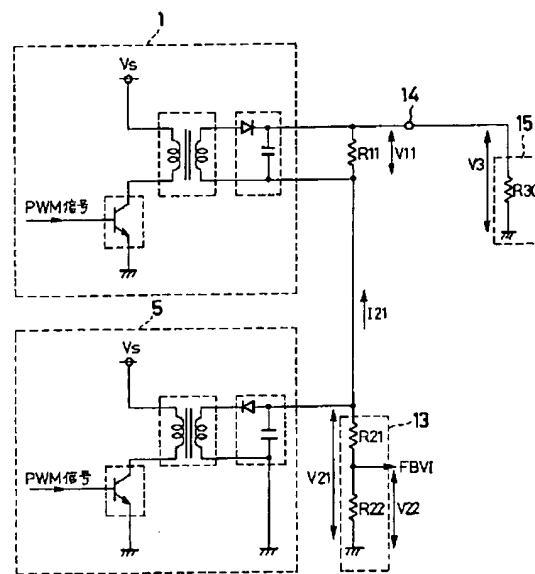 1
Vs
14
15
R11
V11
V3
R30
PWM信号
5
I21
Vs
13
R21
FBVI
V21
R22
V22
PWM信号